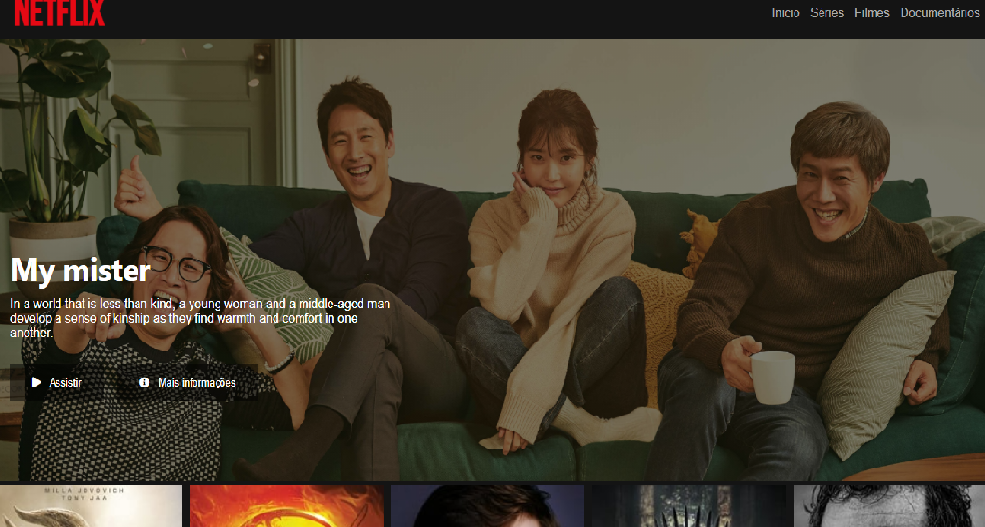 NETFLIX
Inicio Séries Filmes Documentários
My mister
In a world that is less than kind, a young woman and a middle-aged man
develop a sense of kinship as they find warmth and comfort in one
another.
Assistir Mais informações
MILLA JOVOVICH
TONY JAA